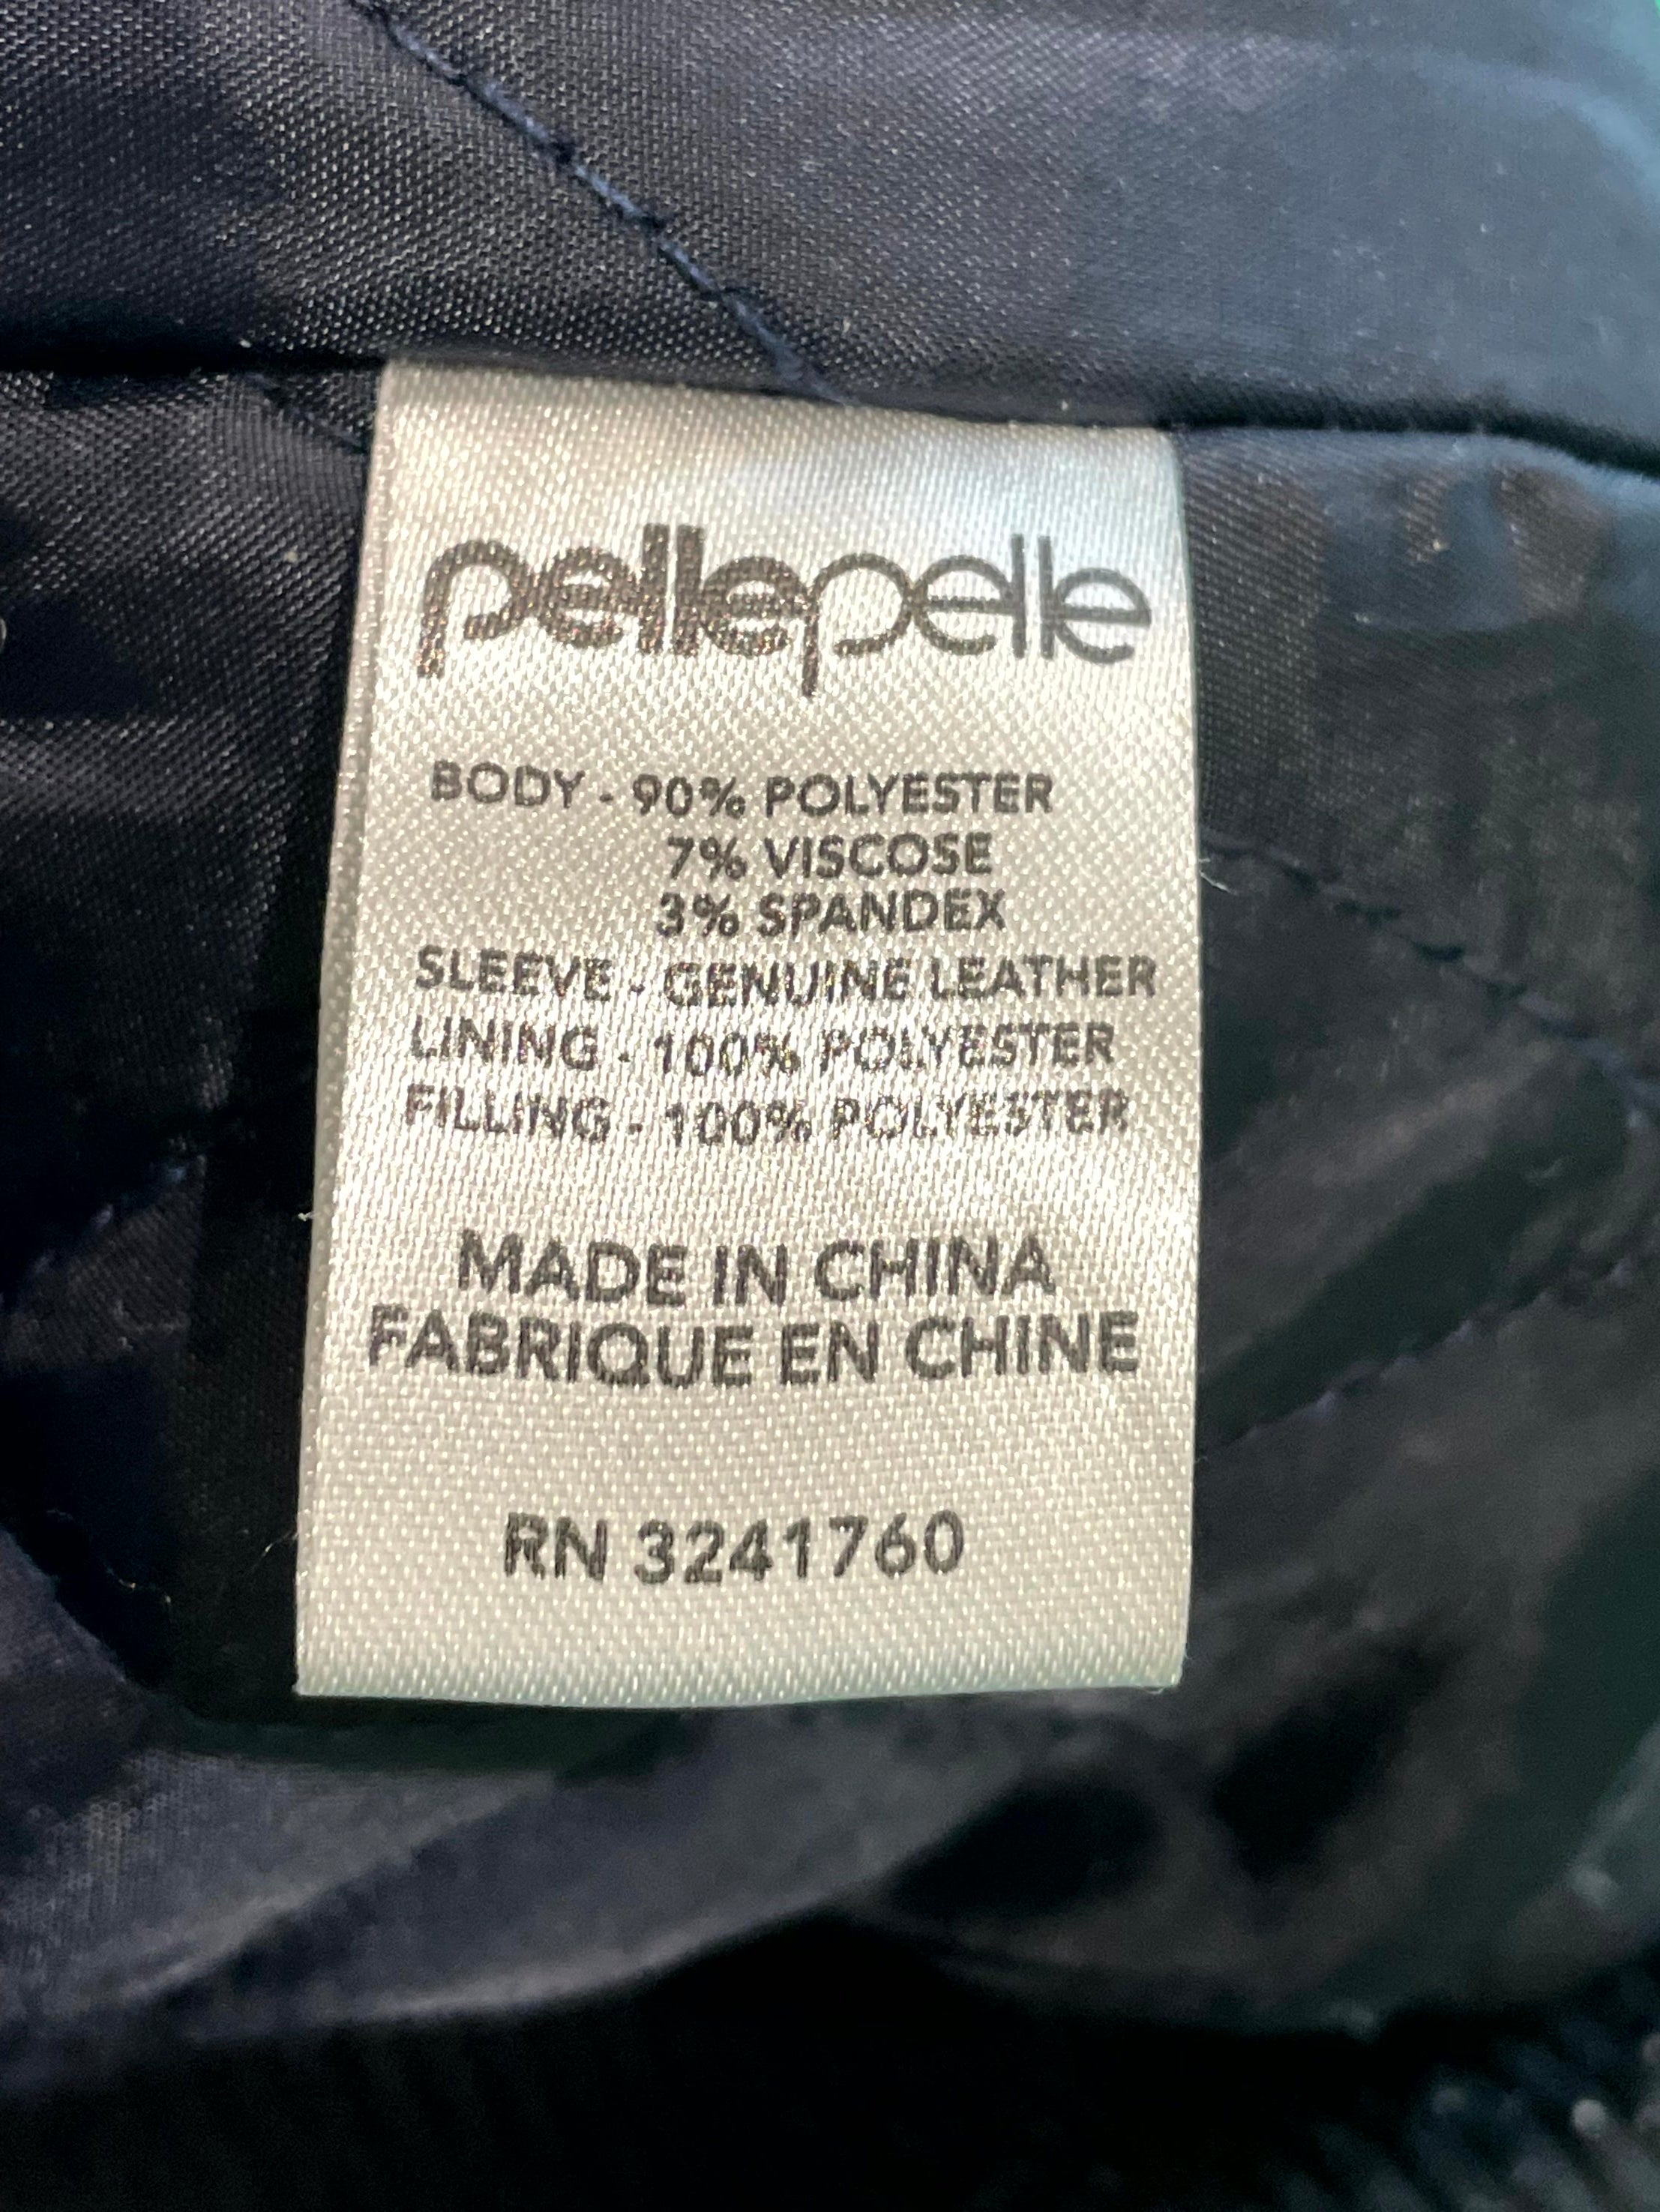 pellepelle
BODY - 90% POLYESTER
7% VISCOSE
3% SPANDEX
SLEEVE - GENUINE LEATHER
LINING - 100% POLYESTER
FILLING - 100% POLYESTER
MADE IN CHINA
FABRIQUE EN CHINE
RN 3241760